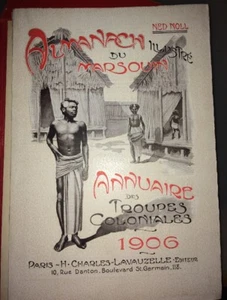 NED NOLL
ALMANACH ILLUSTRÉ
DU
MARSOUIN
ANNUAIRE
DES
TROUPES
COLONIALES
1906
PARIS - H. CHARLES-LAVAUZELLE - EDITEUR
10, Rue Danton, Boulevard St. Germain, 118.